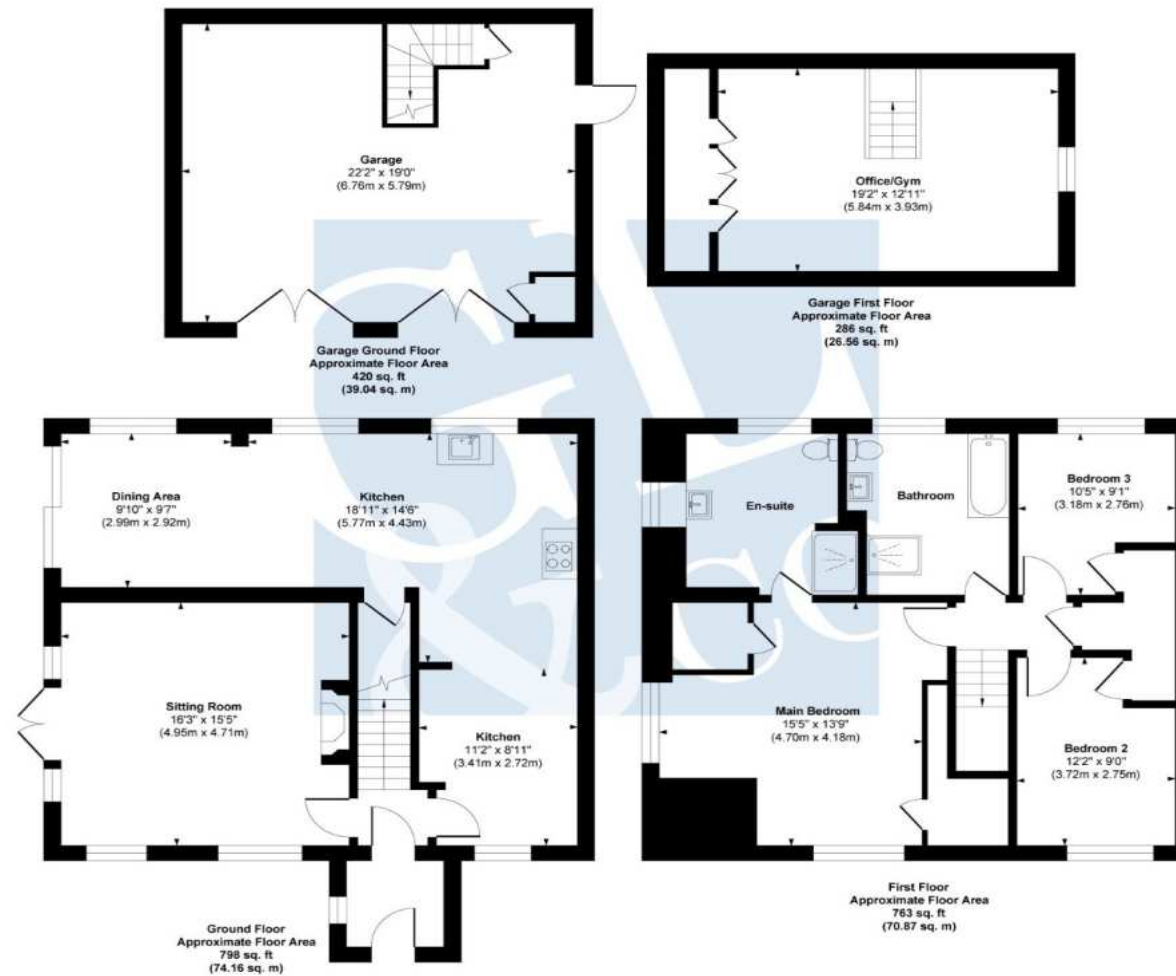 Garage
22'2" x 19'0"
(6.76m x 5.79m)
Garage Ground Floor
Approximate Floor Area
420 sq. ft
(39.04 sq. m)
Office/Gym
19'2" x 12'11"
(5.84m x 3.93m)
Garage First Floor
Approximate Floor Area
286 sq. ft
(26.56 sq. m)
GL
& CO
Dining Area
9'10" x 9'7"
(2.99m x 2.92m)
Kitchen
18'11" x 14'6"
(5.77m x 4.43m)
Sitting Room
16'3" x 15'5"
(4.95m x 4.71m)
Kitchen
11'2" x 8'11"
(3.41m x 2.72m)
Ground Floor
Approximate Floor Area
798 sq. ft
(74.16 sq. m)
En-suite
Bathroom
Bedroom 3
10'5" x 9'1"
(3.18m x 2.76m)
Main Bedroom
15'5" x 13'9"
(4.70m x 4.18m)
Bedroom 2
12'2" x 9'0"
(3.72m x 2.75m)
First Floor
Approximate Floor Area
763 sq. ft
(70.87 sq. m)